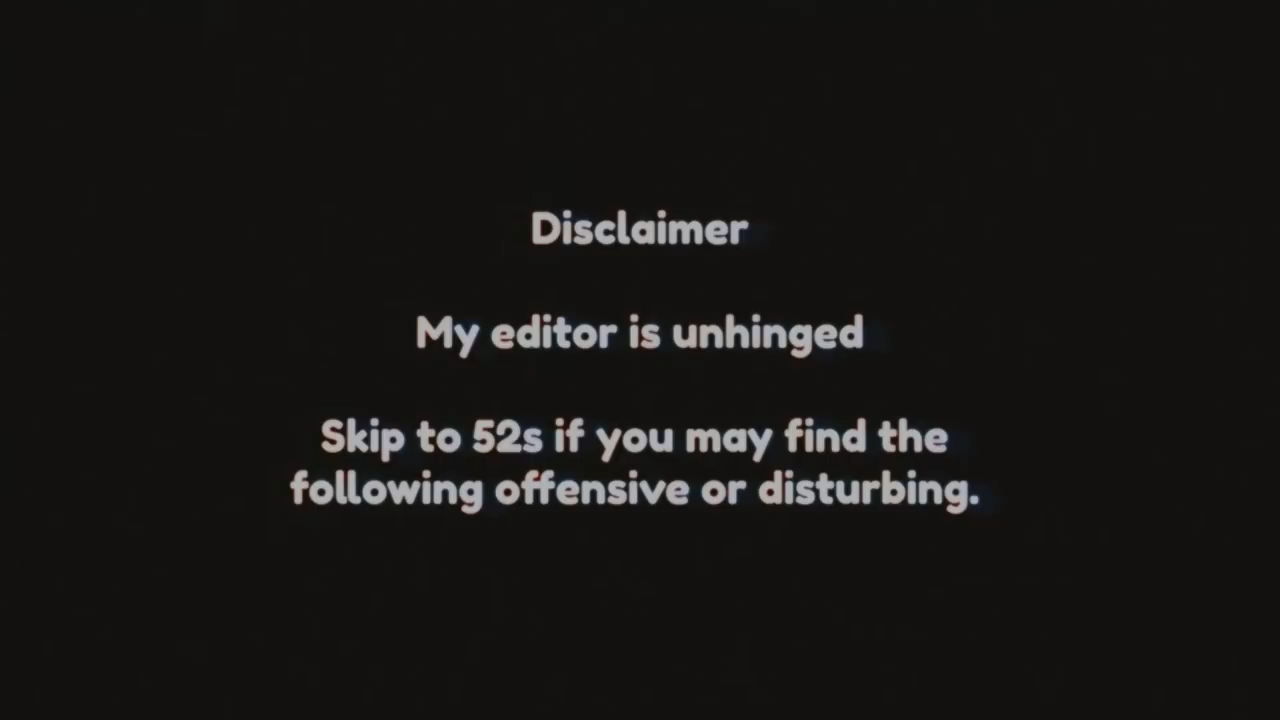 Disclaimer
My editor is unhinged
Skip to 52s if you may find the
following offensive or disturbing.